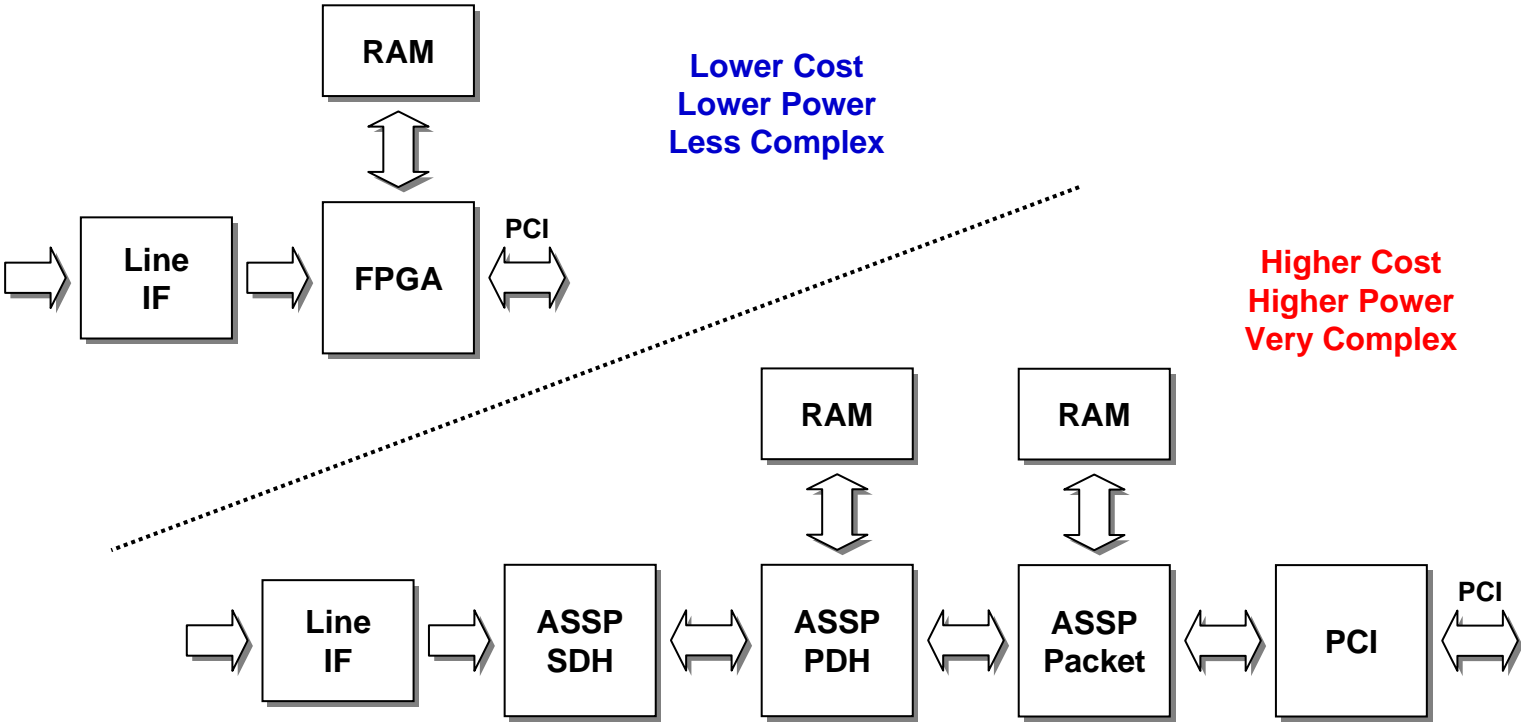 RAM
Lower Cost
Lower Power
Less Complex
Line
IF
FPGA
PCI
Higher Cost
Higher Power
Very Complex
RAM
RAM
Line
IF
ASSP
SDH
ASSP
PDH
ASSP
Packet
PCI
PCI